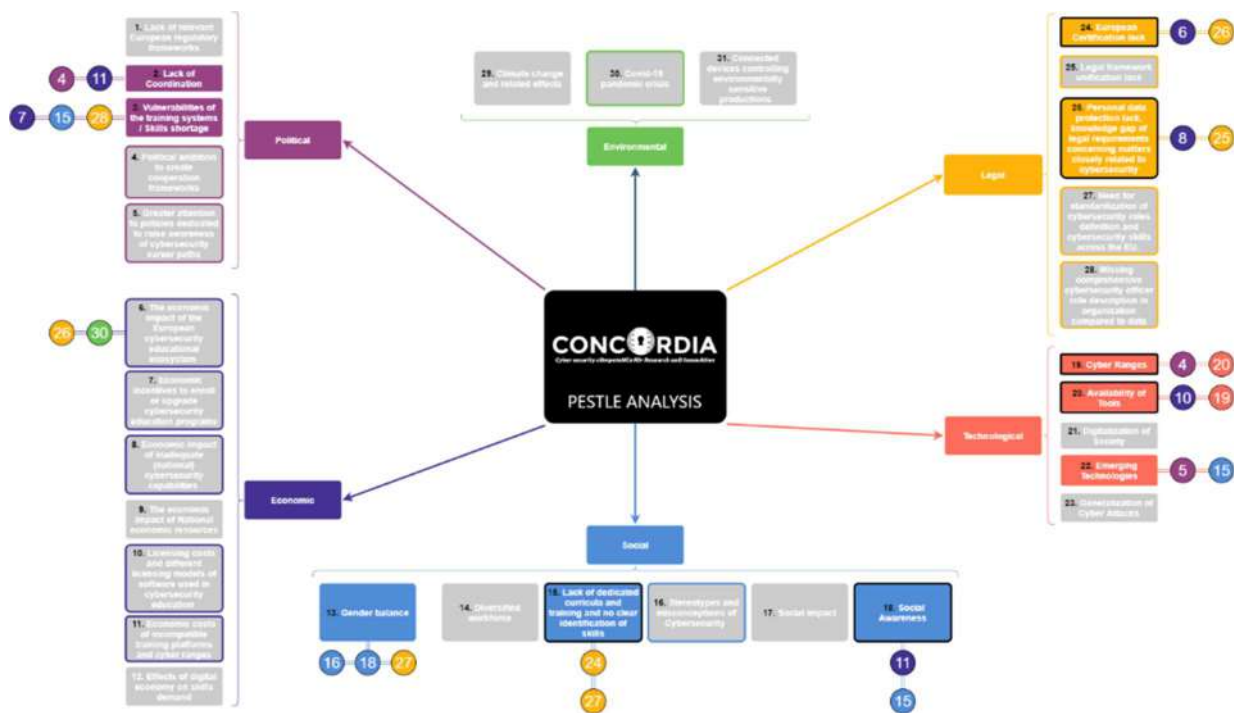 1. Lack of relevant
European regulatory
frameworks
2. Lack of
Coordination
4
11
3. Vulnerabilities of
the training systems
/ Skills shortage
7
15
28
4. Political ambition
to create
cooperation
frameworks
5. Greater attention
to policies dedicated
to raise awareness
of cybersecurity
career paths
Political
29. Climate change
and related effects
30. Covid-19
pandemic crisis
31. Connected
devices controlling
environmentally
sensitive productions
Environmental
24. European
Certification lack
6
26
25. Legal framework
unification lack
26. Personal data
protection lack,
knowledge gap of
legal requirements
concerning matters
closely related to
cybersecurity
8
25
27. Need for
standardization of
cybersecurity roles
definition and
cybersecurity skills
across the EU
28. Missing
comprehensive
cybersecurity officer
role description in
organization
compared to data
Legal
CONCORDIA
Cyber security cOmpeteNCe fOr Research anD InnovAtion
PESTLE ANALYSIS
6. The economic
impact of the
European
cybersecurity
educational
ecosystem
26
30
7. Economic
incentives to enroll
or upgrade
cybersecurity
education programs
8. Economic impact
of inadequate
(national)
cybersecurity
capabilities
9. The economic
impact of National
economic resources
10. Licensing costs
and different
licensing models of
software used in
cybersecurity
education
11. Economic costs
of incompatible
training platforms
and cyber ranges
12. Effects of digital
economy on skills
demand
Economic
19. Cyber Ranges
4
20
20. Availability of
Tools
10
19
21. Digitalization of
Society
22. Emerging
Technologies
5
15
23. Generalization of
Cyber Attacks
Technological
Social
13. Gender balance
16
18
27
14. Diversified
workforce
15. Lack of dedicated
curricula and
training and no clear
identification of
skills
24
27
16. Stereotypes and
misconceptions of
Cybersecurity
17. Social impact
18. Social
Awareness
11
15